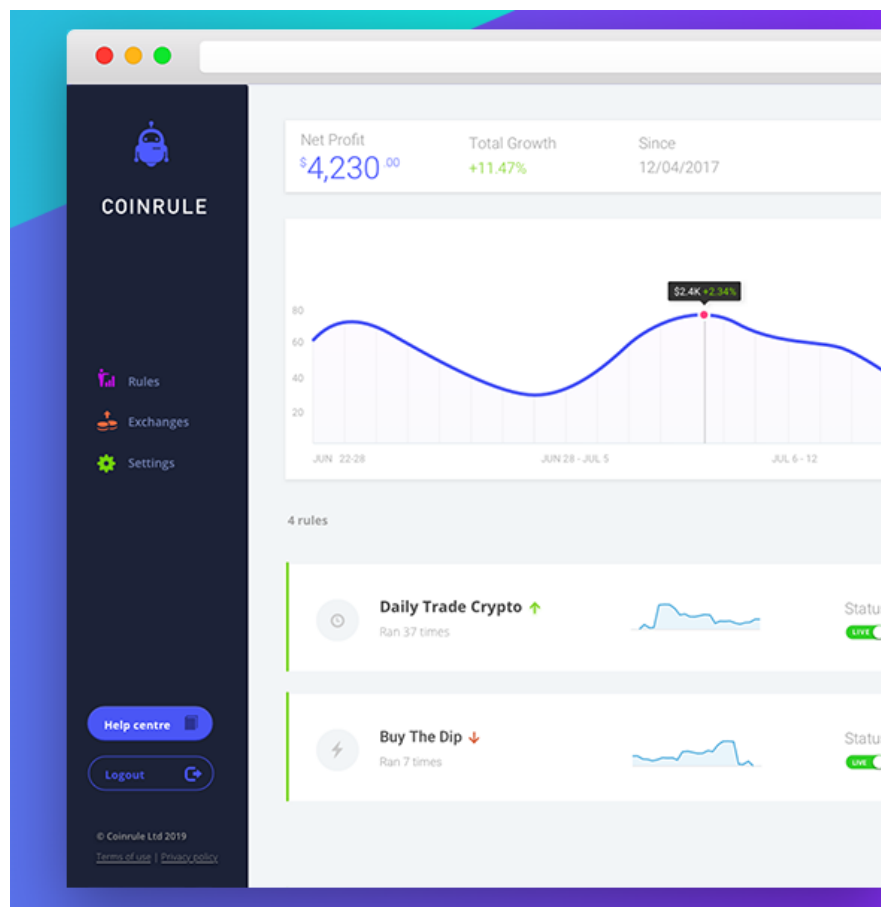 COINRULE
Rules
Exchanges
Settings
Help centre
Logout
© Coinrule Ltd 2019
Terms of use | Privacy policy
Net Profit
$4,230.00
Total Growth
+11.47%
Since
12/04/2017
$2.4K +2.34%
80
60
40
20
JUN 22-28
JUN 28 - JUL 5
JUL 6 - 12
4 rules
Daily Trade Crypto
Ran 37 times
Statu
LIVE
Buy The Dip
Ran 7 times
Statu
LIVE